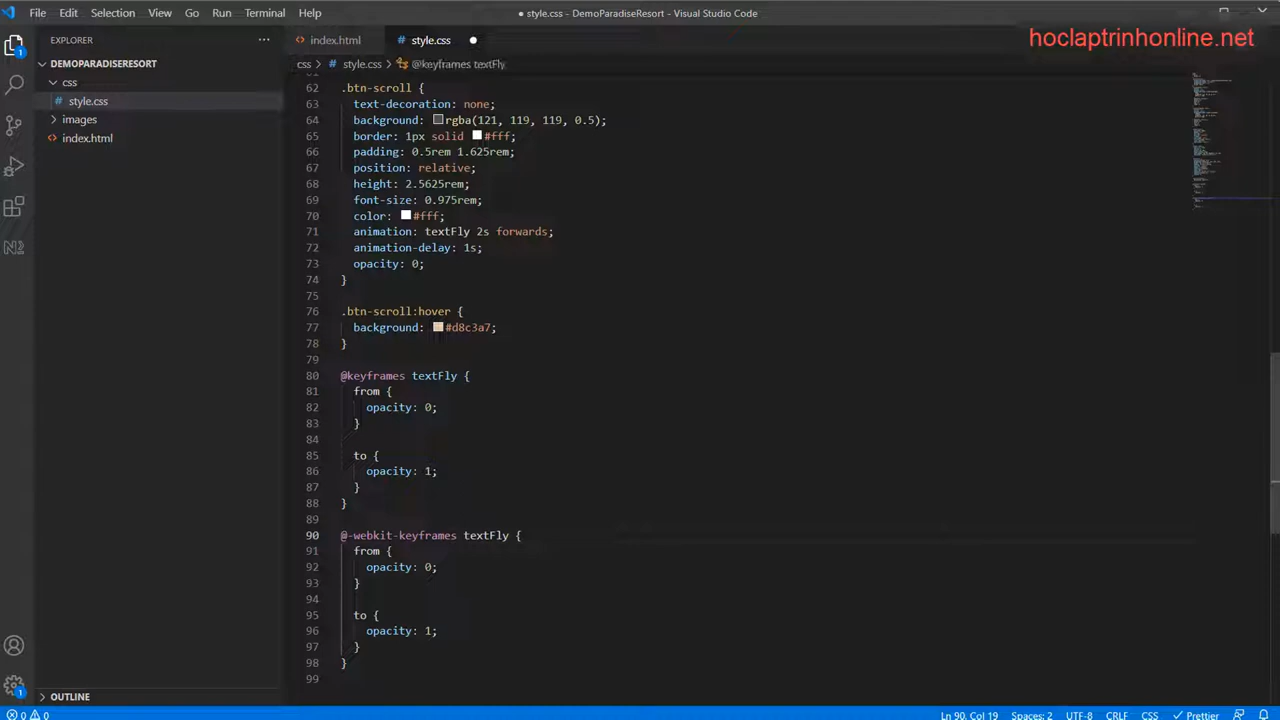 File Edit Selection View Go Run Terminal Help
● style.css - DemoParadiseResort - Visual Studio Code
hoclaptrinhonline.net
EXPLORER ···
index.html
# style.css ●
DEMOPARADISERESORT
css > # style.css > @keyframes textFly
css
# style.css
images
index.html
62 .btn-scroll {
63 text-decoration: none;
64 background: rgba(121, 119, 119, 0.5);
65 border: 1px solid #fff;
66 padding: 0.5rem 1.625rem;
67 position: relative;
68 height: 2.5625rem;
69 font-size: 0.975rem;
70 color: #fff;
71 animation: textFly 2s forwards;
72 animation-delay: 1s;
73 opacity: 0;
74 }
75
76 .btn-scroll:hover {
77 background: #d8c3a7;
78 }
79
80 @keyframes textFly {
81 from {
82 opacity: 0;
83 }
84
85 to {
86 opacity: 1;
87 }
88 }
89
90 @-webkit-keyframes textFly {
91 from {
92 opacity: 0;
93 }
94
95 to {
96 opacity: 1;
97 }
98 }
99
1
1
OUTLINE
0 0
Ln 90, Col 19 Spaces: 2 UTF-8 CRLF CSS Prettier